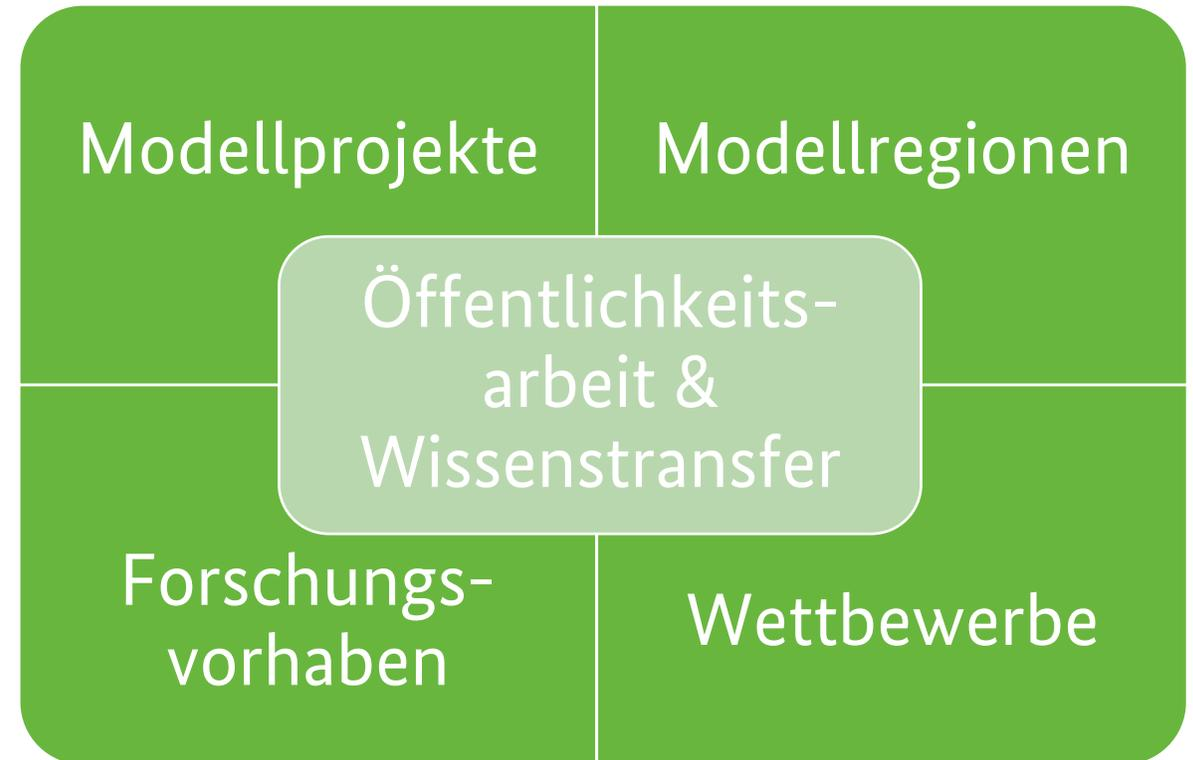 Modellprojekte
Modellregionen
Öffentlichkeits-
arbeit &
Wissenstransfer
Forschungs-
vorhaben
Wettbewerbe